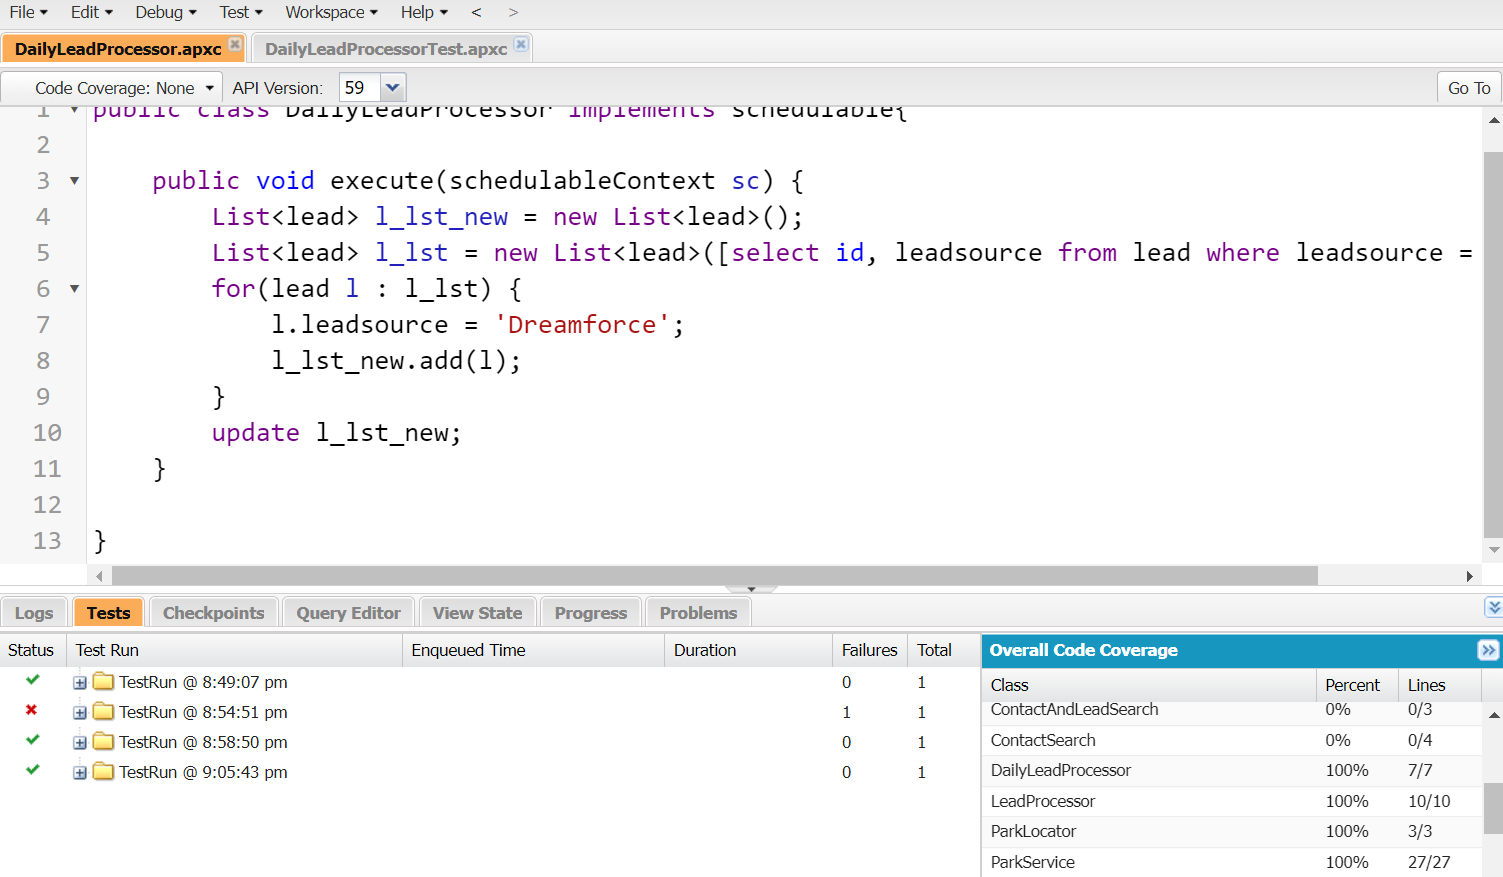 File Edit Debug Test Workspace Help < >
DailyLeadProcessor.apxc DailyLeadProcessorTest.apxc
Code Coverage: None API Version: 59 Go To
1 public class DailyLeadProcessor implements schedulable{
2
3 public void execute(schedulableContext sc) {
4 List<lead> l_lst_new = new List<lead>();
5 List<lead> l_lst = new List<lead>([select id, leadsource from lead where leadsource =
6 for(lead l : l_lst) {
7 l.leadsource = 'Dreamforce';
8 l_lst_new.add(l);
9 }
10 update l_lst_new;
11 }
12
13 }
Logs Tests Checkpoints Query Editor View State Progress Problems
Status Test Run Enqueued Time Duration Failures Total
TestRun @ 8:49:07 pm 0 1
TestRun @ 8:54:51 pm 1 1
TestRun @ 8:58:50 pm 0 1
TestRun @ 9:05:43 pm 0 1
Overall Code Coverage
Class Percent Lines
ContactAndLeadSearch 0% 0/3
ContactSearch 0% 0/4
DailyLeadProcessor 100% 7/7
LeadProcessor 100% 10/10
ParkLocator 100% 3/3
ParkService 100% 27/27